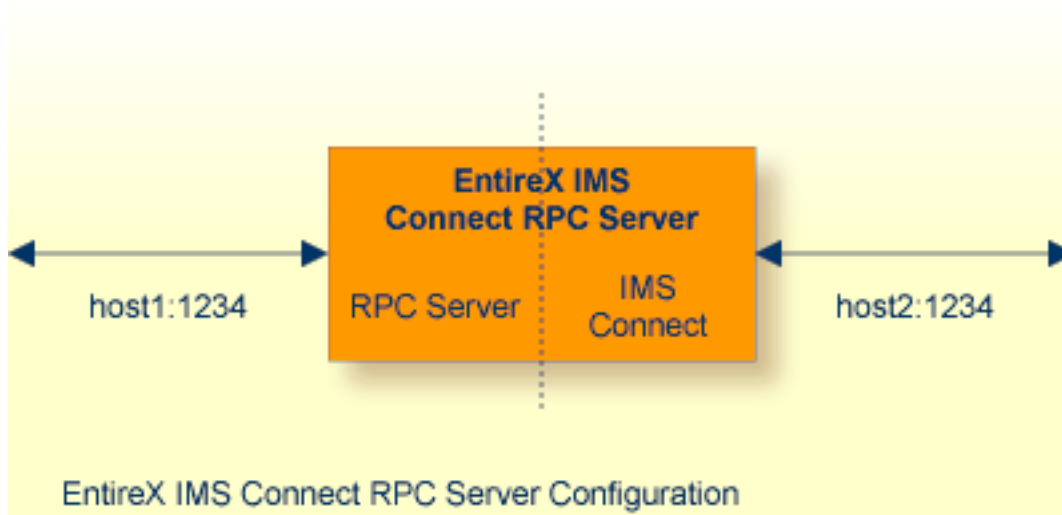 EntireX IMS
Connect RPC Server
host1:1234
RPC Server
IMS
Connect
host2:1234
EntireX IMS Connect RPC Server Configuration